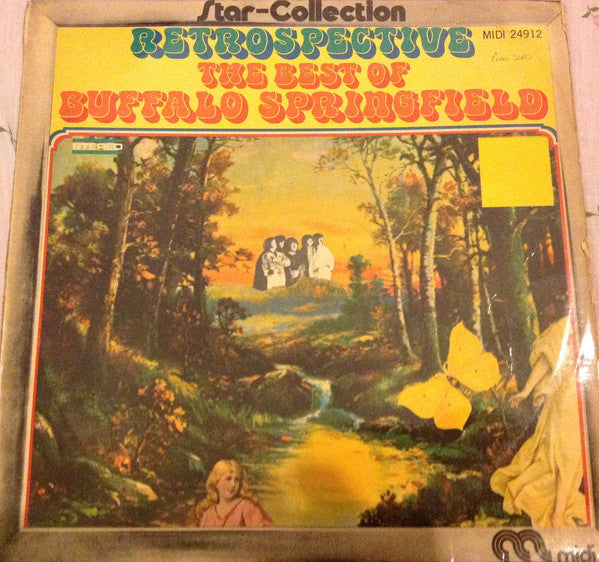 Star-Collection
RETROSPECTIVE
MIDI 24912
THE BEST OF
BUFFALO SPRINGFIELD
STEREO
midi